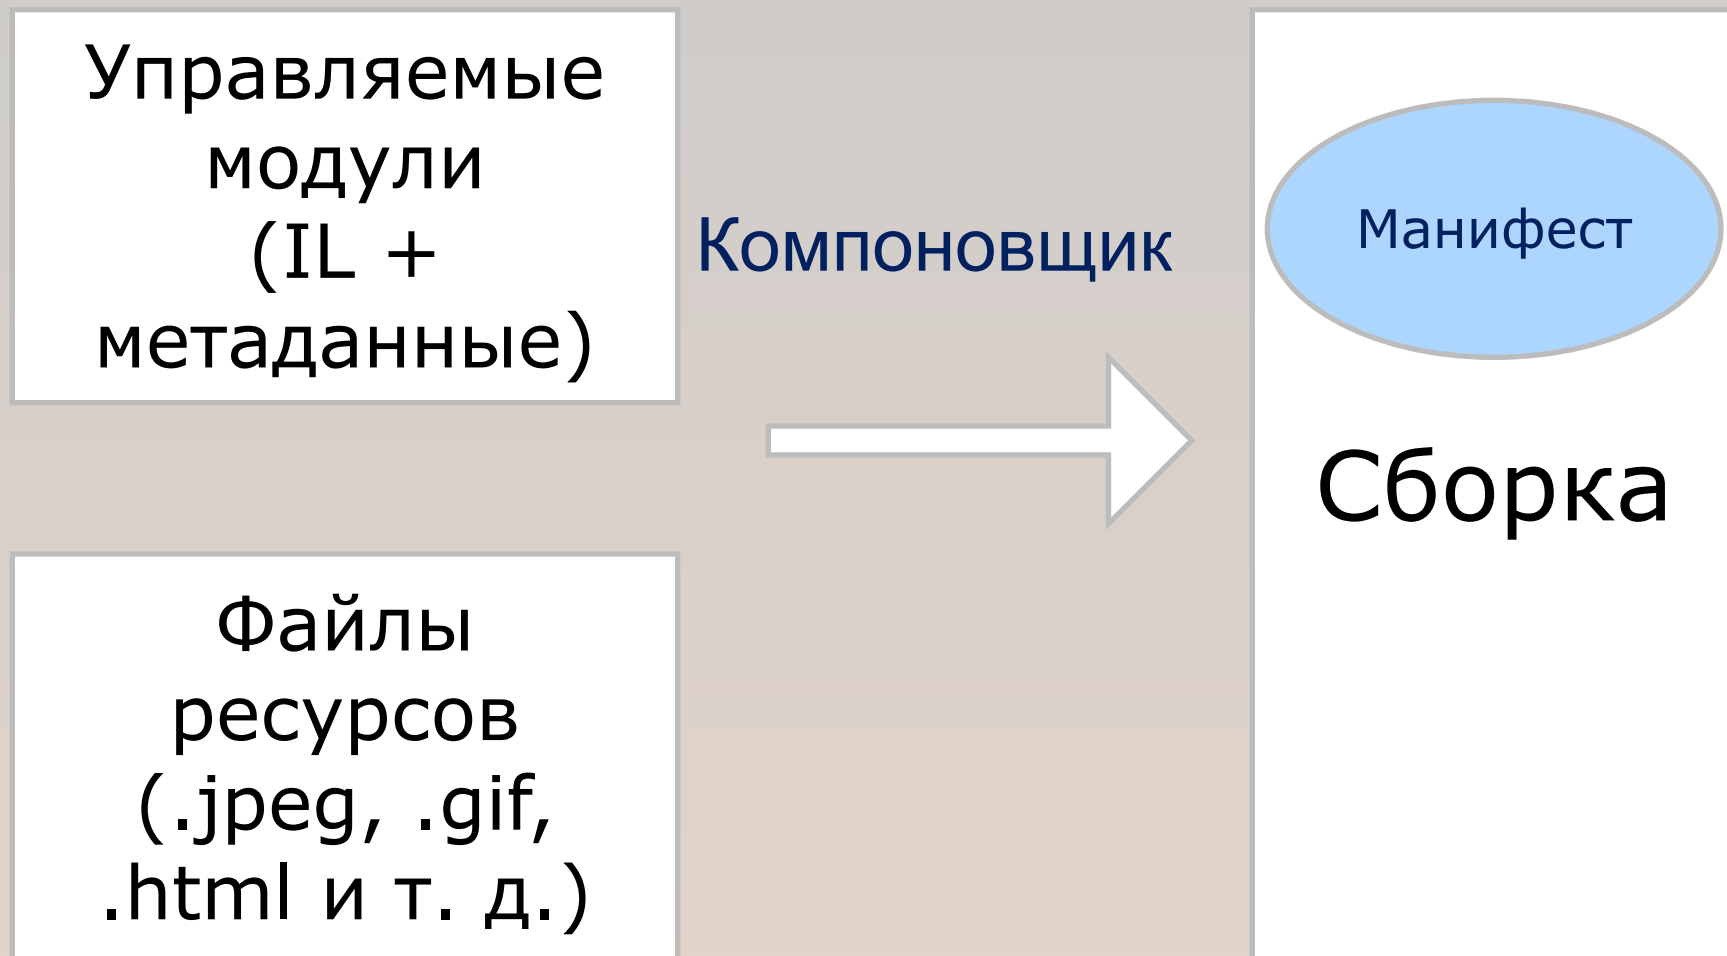 Управляемые
модули
(IL +
метаданные)
Компоновщик
Манифест
Сборка
Файлы
ресурсов
(.jpeg, .gif,
.html и т. д.)